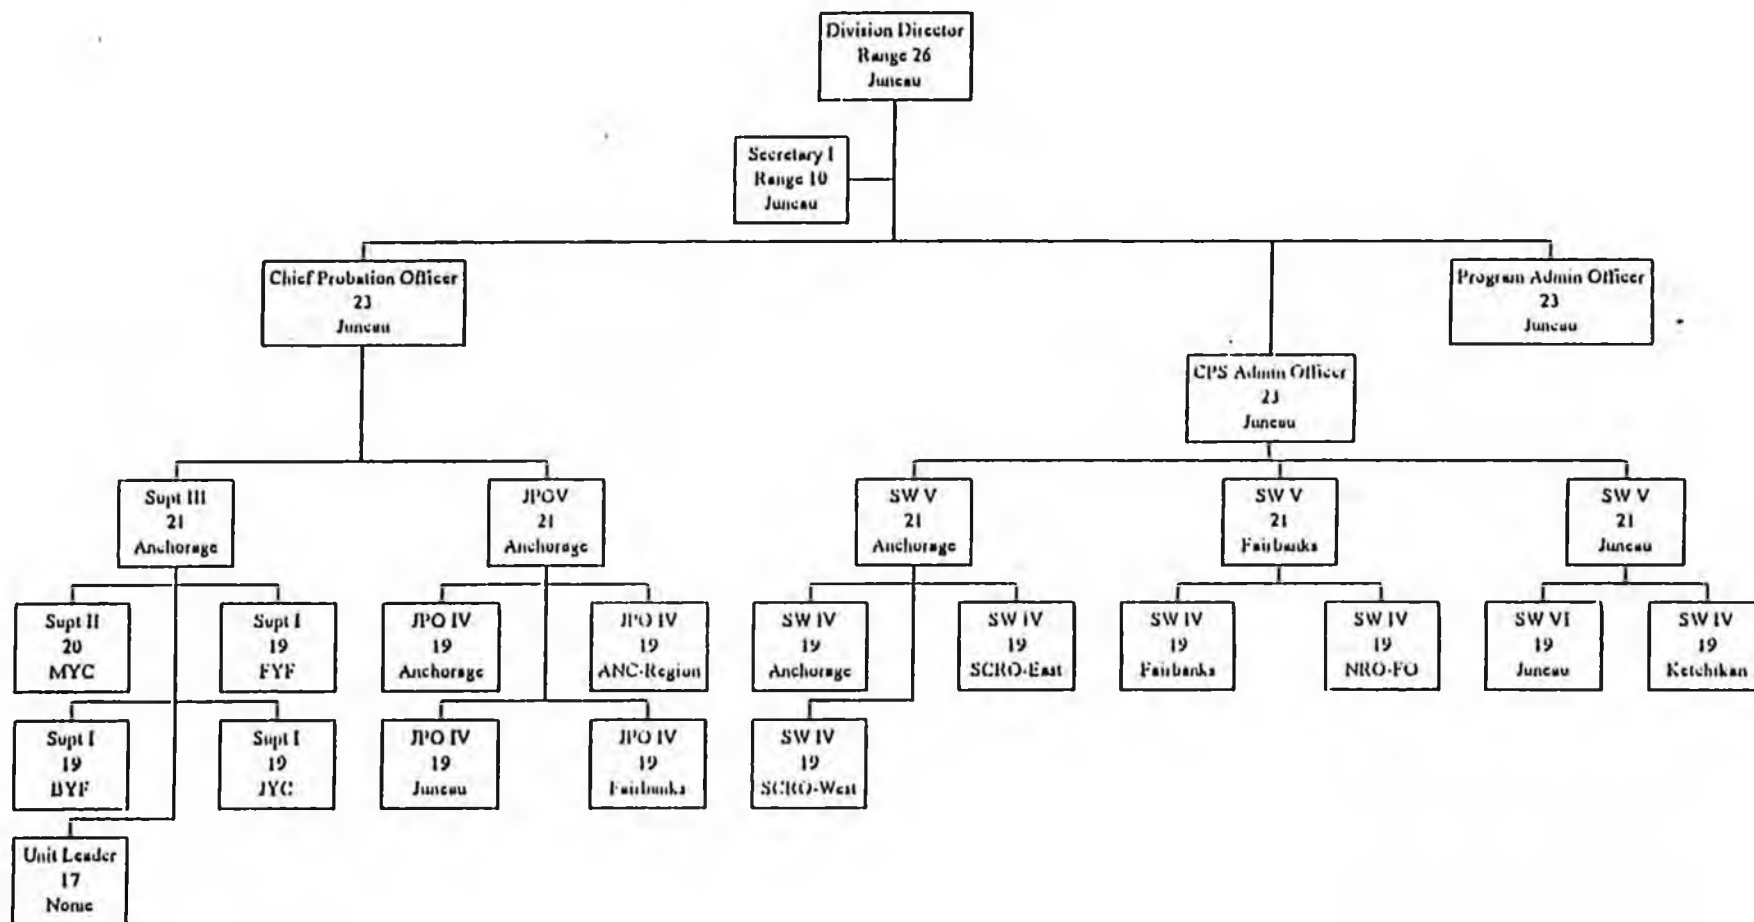 Division Director
Range 26
Juneau
Secretary I
Range 10
Juneau
Chief Probation Officer
23
Juneau
Program Admin Officer
23
Juneau
CPS Admin Officer
23
Juneau
Supt III
21
Anchorage
JPOV
21
Anchorage
SW V
21
Anchorage
SW V
21
Fairbanks
SW V
21
Juneau
Supt II
20
MYC
Supt I
19
FYF
JPO IV
19
Anchorage
JPO IV
19
ANC-Region
SW IV
19
Anchorage
SW IV
19
SCRO-East
SW IV
19
Fairbanks
SW IV
19
NRO-FO
SW VI
19
Juneau
SW IV
19
Ketchikan
Supt I
19
BYF
Supt I
19
JYC
JPO IV
19
Juneau
JPO IV
19
Fairbanks
SW IV
19
SCRO-West
Unit Leader
17
Nome